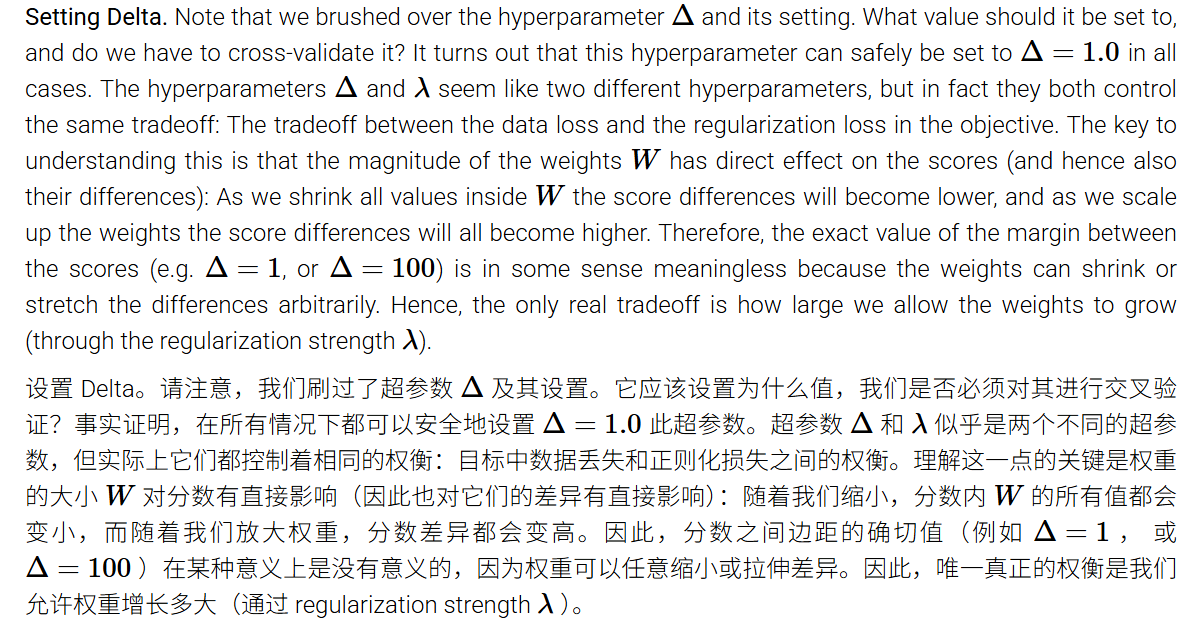 Setting Delta. Note that we brushed over the hyperparameter Δ and its setting. What value should it be set to,
and do we have to cross-validate it? It turns out that this hyperparameter can safely be set to Δ = 1.0 in all
cases. The hyperparameters Δ and λ seem like two different hyperparameters, but in fact they both control
the same tradeoff: The tradeoff between the data loss and the regularization loss in the objective. The key to
understanding this is that the magnitude of the weights W has direct effect on the scores (and hence also
their differences): As we shrink all values inside W the score differences will become lower, and as we scale
up the weights the score differences will all become higher. Therefore, the exact value of the margin between
the scores (e.g. Δ = 1, or Δ = 100) is in some sense meaningless because the weights can shrink or
stretch the differences arbitrarily. Hence, the only real tradeoff is how large we allow the weights to grow
(through the regularization strength λ).
设置 Delta。请注意，我们刷过了超参数 Δ 及其设置。它应该设置为什么值，我们是否必须对其进行交叉验
证？事实证明，在所有情况下都可以安全地设置 Δ = 1.0 此超参数。超参数 Δ 和 λ 似乎是两个不同的超参
数，但实际上它们都控制着相同的权衡：目标中数据丢失和正则化损失之间的权衡。理解这一点的关键是权重
的大小 W 对分数有直接影响（因此也对它们的差异有直接影响）：随着我们缩小，分数内 W 的所有值都会
变小，而随着我们放大权重，分数差异都会变高。因此，分数之间边距的确切值（例如 Δ = 1 ， 或
Δ = 100 ）在某种意义上是没有意义的，因为权重可以任意缩小或拉伸差异。因此，唯一真正的权衡是我们
允许权重增长多大（通过 regularization strength λ ）。